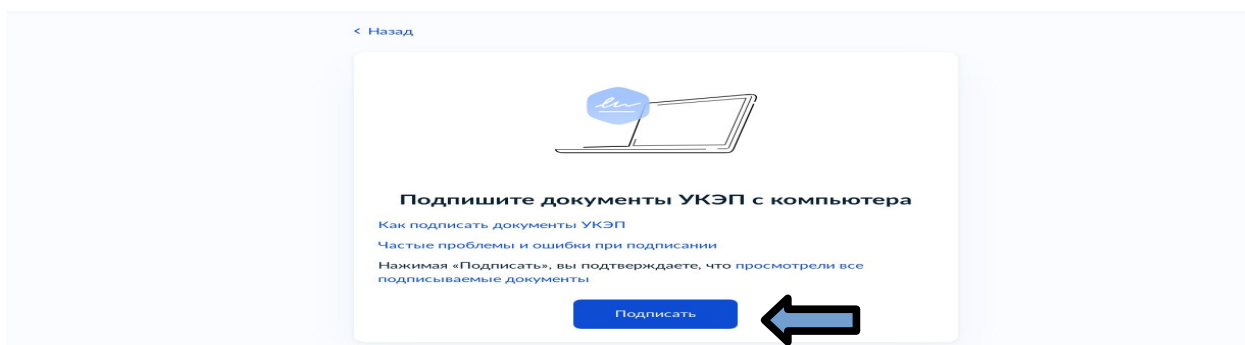 < Назад
Подпишите документы УКЭП с компьютера
Как подписать документы УКЭП
Частые проблемы и ошибки при подписании
Нажимая «Подписать», вы подтверждаете, что просмотрели все
подписываемые документы
Подписать